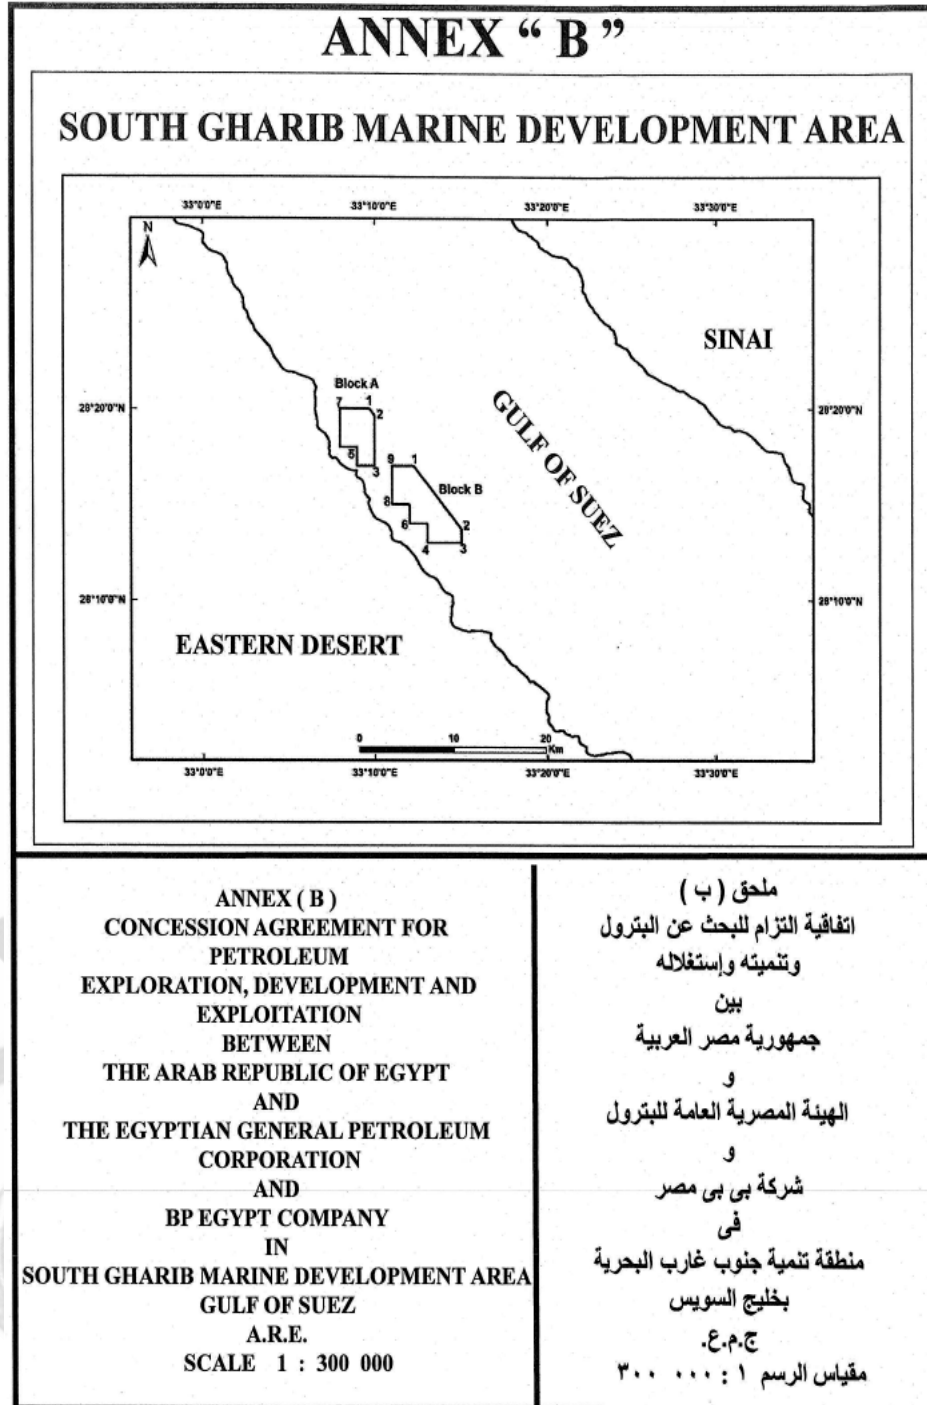 ANNEX “ B ”
SOUTH GHARIB MARINE DEVELOPMENT AREA
33°0'0"E 33°10'0"E 33°20'0"E 33°30'0"E
N
SINAI
Block A
28°20'0"N 7 1 2 28°20'0"N
GULF OF SUEZ
5 3
9 1
Block B
8
6 2
4 3
28°10'0"N 28°10'0"N
EASTERN DESERT
0 10 20
Km
33°0'0"E 33°10'0"E 33°20'0"E 33°30'0"E
ANNEX ( B )
CONCESSION AGREEMENT FOR
PETROLEUM
EXPLORATION, DEVELOPMENT AND
EXPLOITATION
BETWEEN
THE ARAB REPUBLIC OF EGYPT
AND
THE EGYPTIAN GENERAL PETROLEUM
CORPORATION
AND
BP EGYPT COMPANY
IN
SOUTH GHARIB MARINE DEVELOPMENT AREA
GULF OF SUEZ
A.R.E.
SCALE 1 : 300 000
ملحق ( ب )
اتفاقية التزام للبحث عن البترول
وتنميته وإستغلاله
بين
جمهورية مصر العربية
و
الهيئة المصرية العامة للبترول
و
شركة بى بى مصر
فى
منطقة تنمية جنوب غارب البحرية
بخليج السويس
ج.م.ع.
مقياس الرسم ١ : ٠٠٠ ٣٠٠